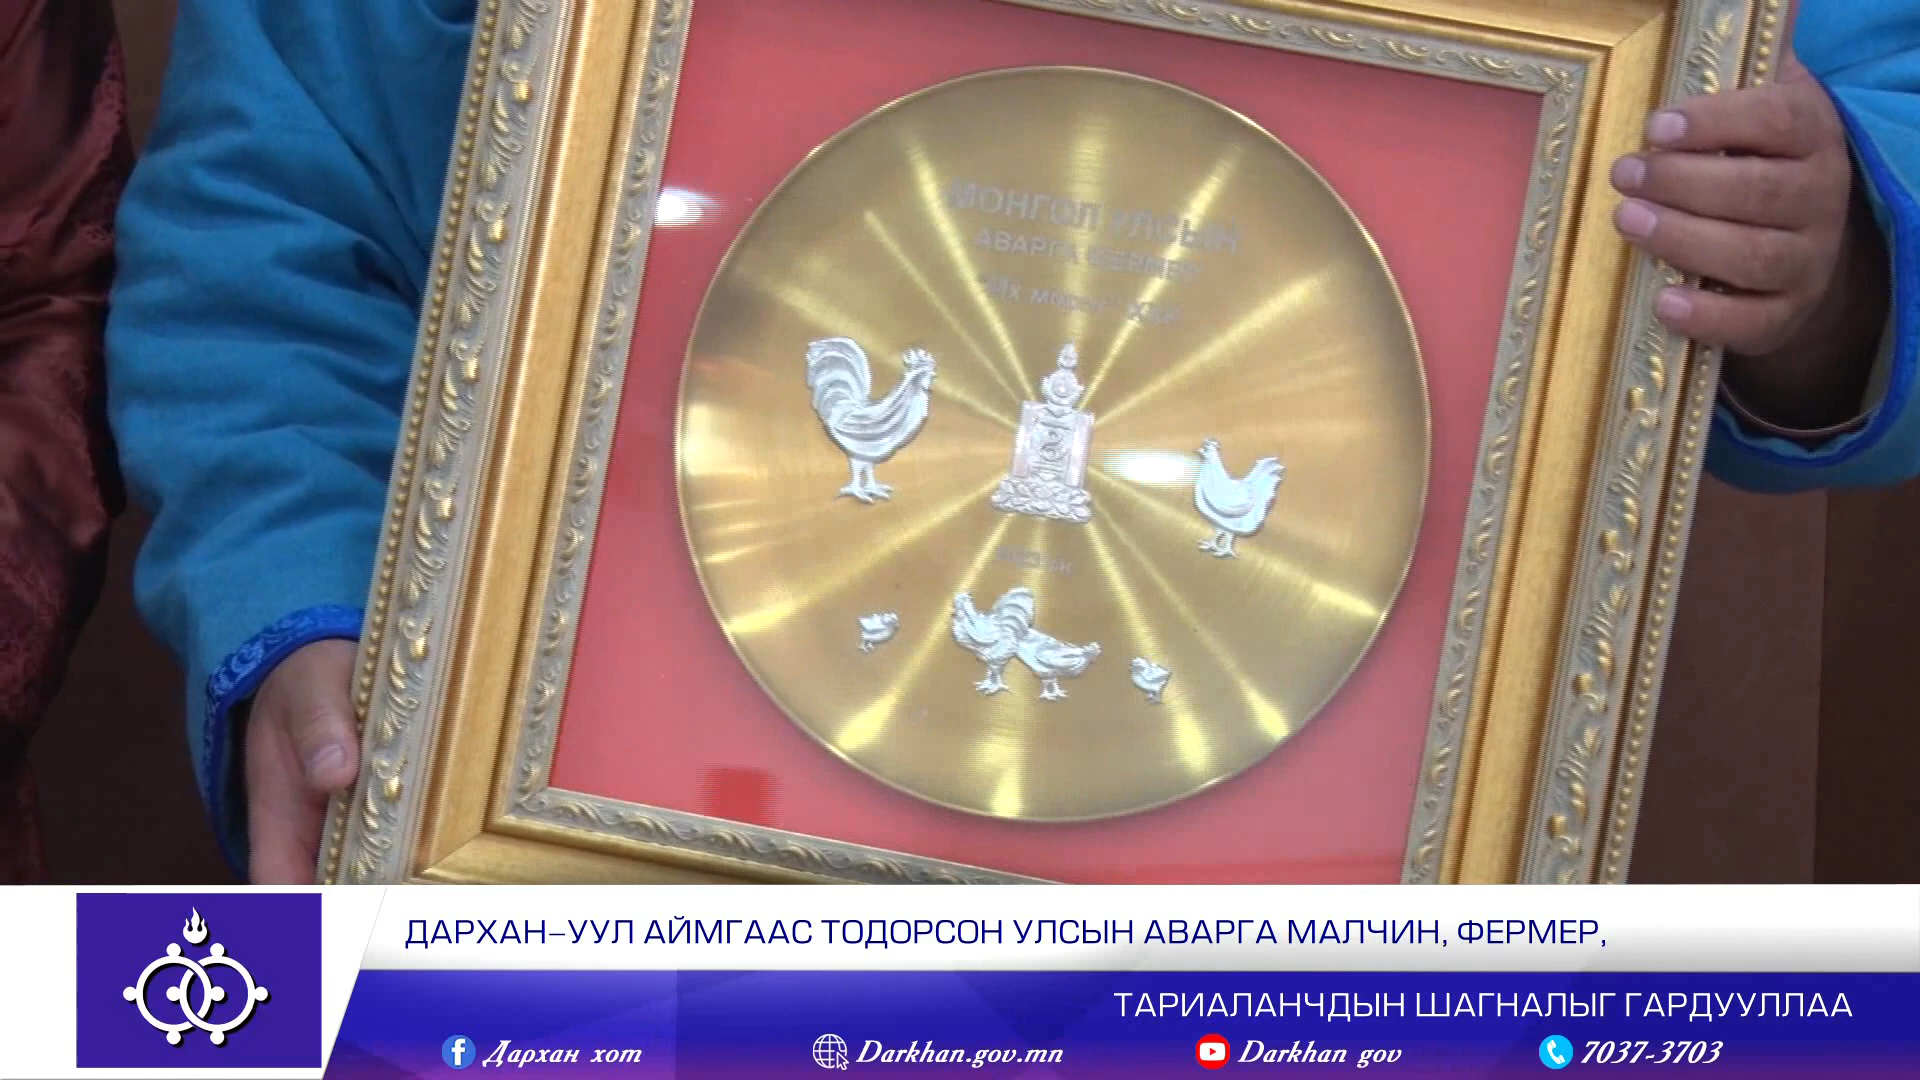 МОНГОЛ УЛСЫН
АВАРГА ФЕРМЕР
ДАРХАН–УУЛ АЙМГААС ТОДОРСОН УЛСЫН АВАРГА МАЛЧИН, ФЕРМЕР,
ТАРИАЛАНЧДЫН ШАГНАЛЫГ ГАРДУУЛЛАА
Дархан хот
Darkhan.gov.mn
Darkhan gov
7037-3703